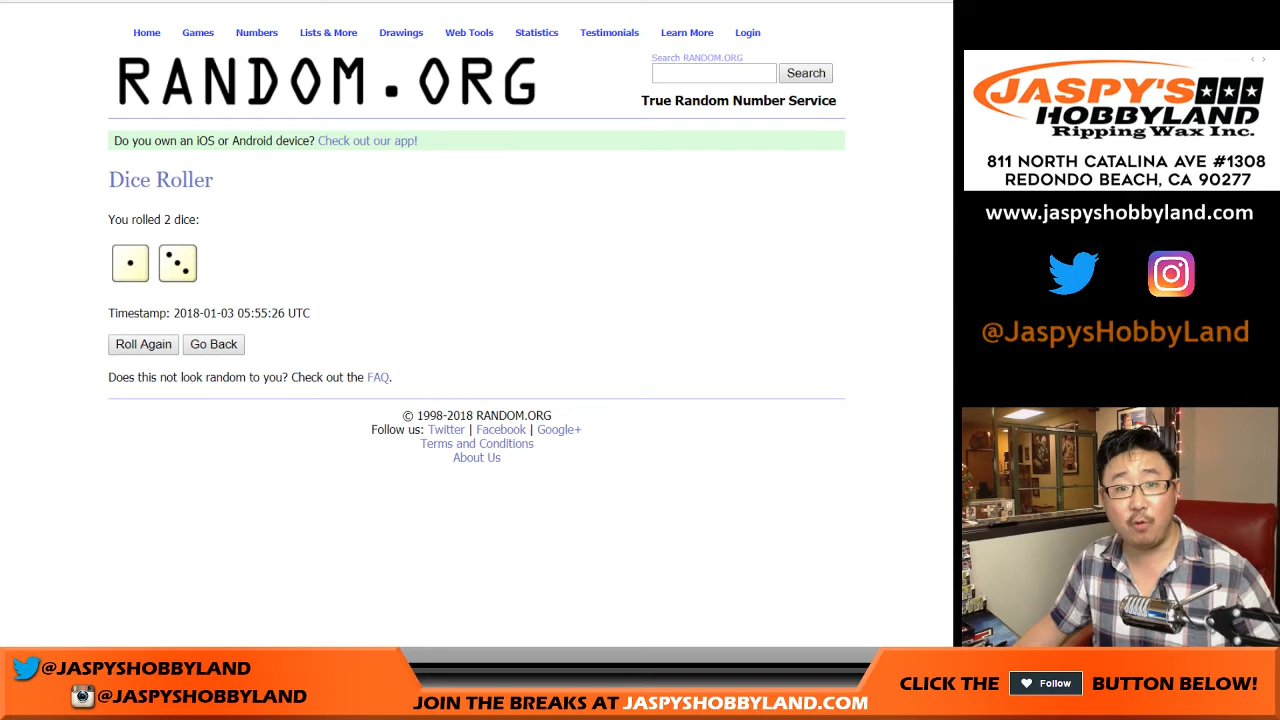 Home Games Numbers Lists & More Drawings Web Tools Statistics Testimonials Learn More Login
RANDOM.ORG
Search RANDOM.ORG
Search
True Random Number Service
Do you own an iOS or Android device? Check out our app!
Dice Roller
You rolled 2 dice:
Timestamp: 2018-01-03 05:55:26 UTC
Roll Again Go Back
Does this not look random to you? Check out the FAQ.
© 1998-2018 RANDOM.ORG
Follow us: Twitter | Facebook | Google+
Terms and Conditions
About Us
JASPY'S
HOBBYLAND
Ripping Wax Inc.
811 NORTH CATALINA AVE #1308
REDONDO BEACH, CA 90277
www.jaspyshobbyland.com
@JaspysHobbyLand
@JASPYSHOBBYLAND
@JASPYSHOBBYLAND
JOIN THE BREAKS AT JASPYSHOBBYLAND.COM
CLICK THE Follow BUTTON BELOW!